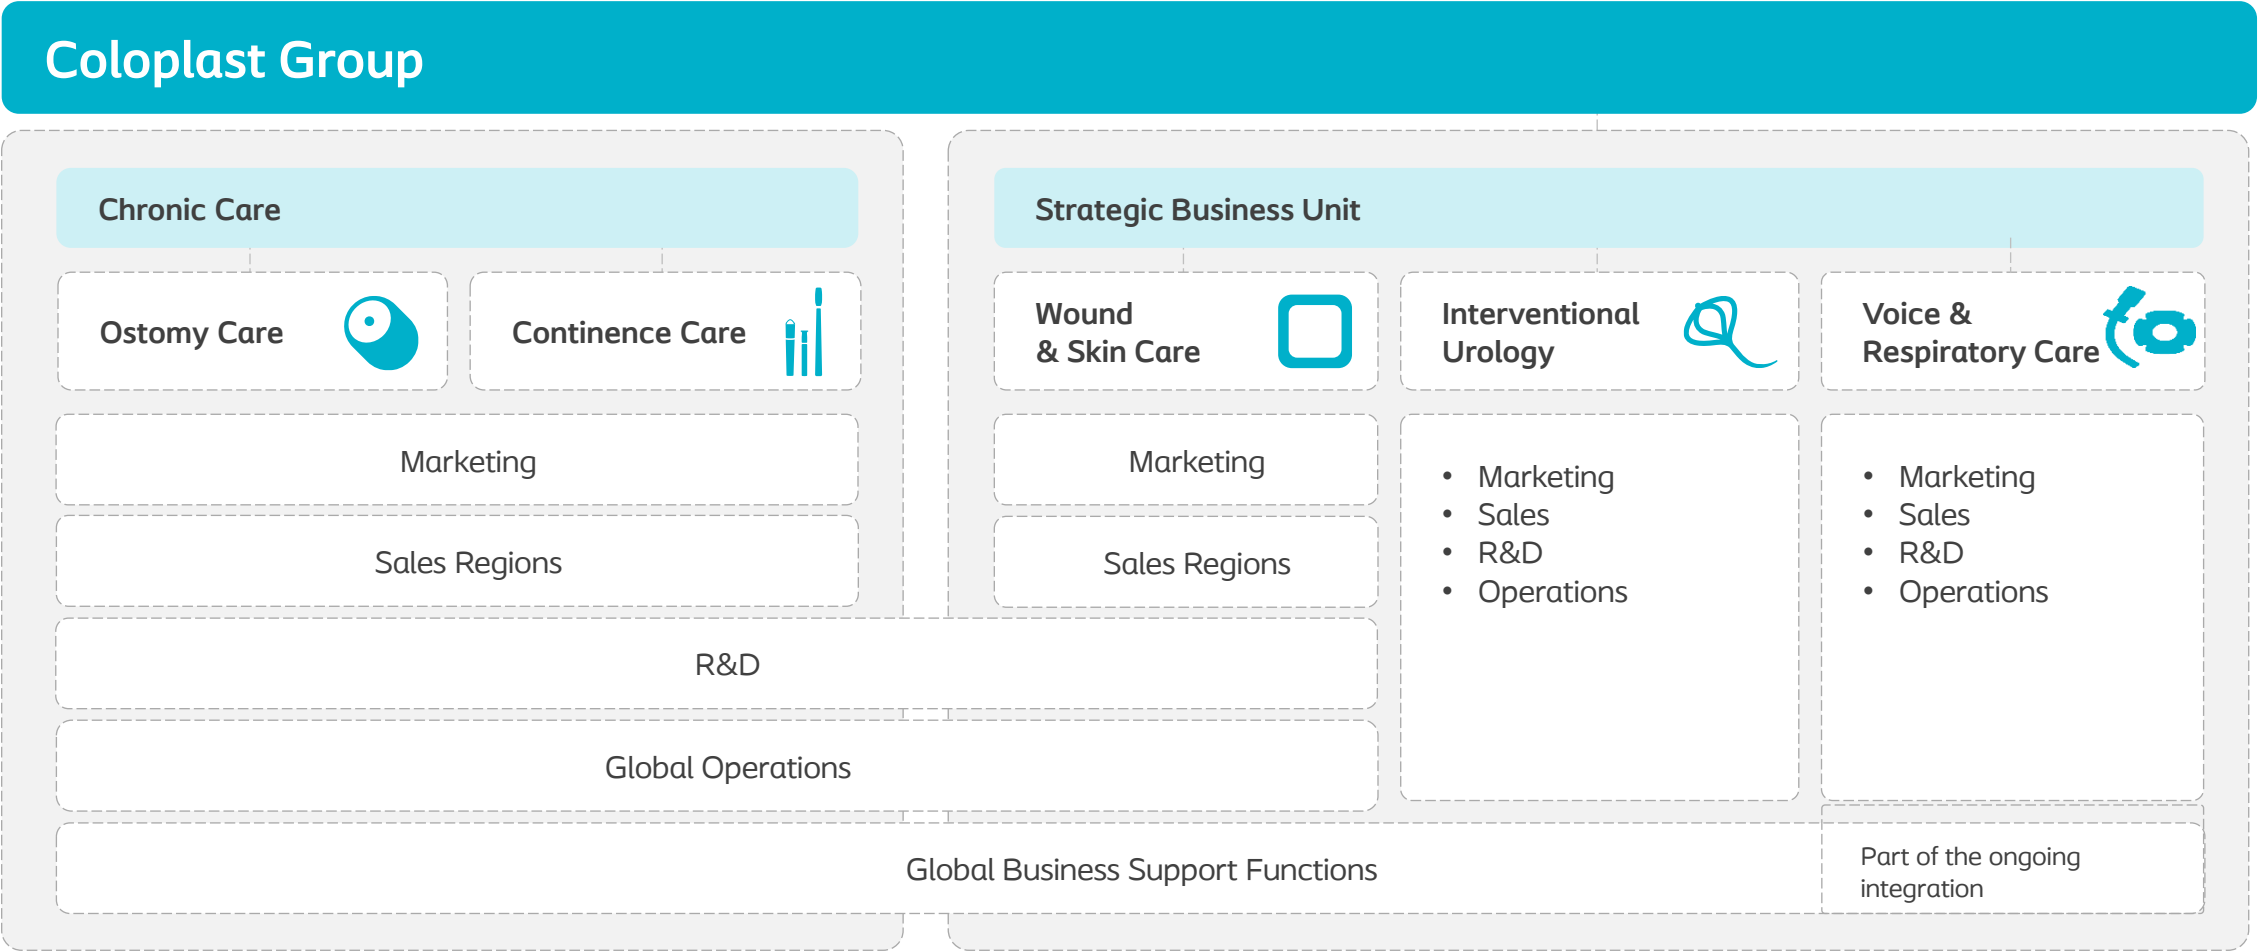 Coloplast Group
Chronic Care
Strategic Business Unit
Ostomy Care
Continence Care
Wound
& Skin Care
Interventional
Urology
Voice &
Respiratory Care
Marketing
Sales Regions
Marketing
Sales Regions
• Marketing
• Sales
• R&D
• Operations
• Marketing
• Sales
• R&D
• Operations
R&D
Global Operations
Global Business Support Functions
Part of the ongoing
integration